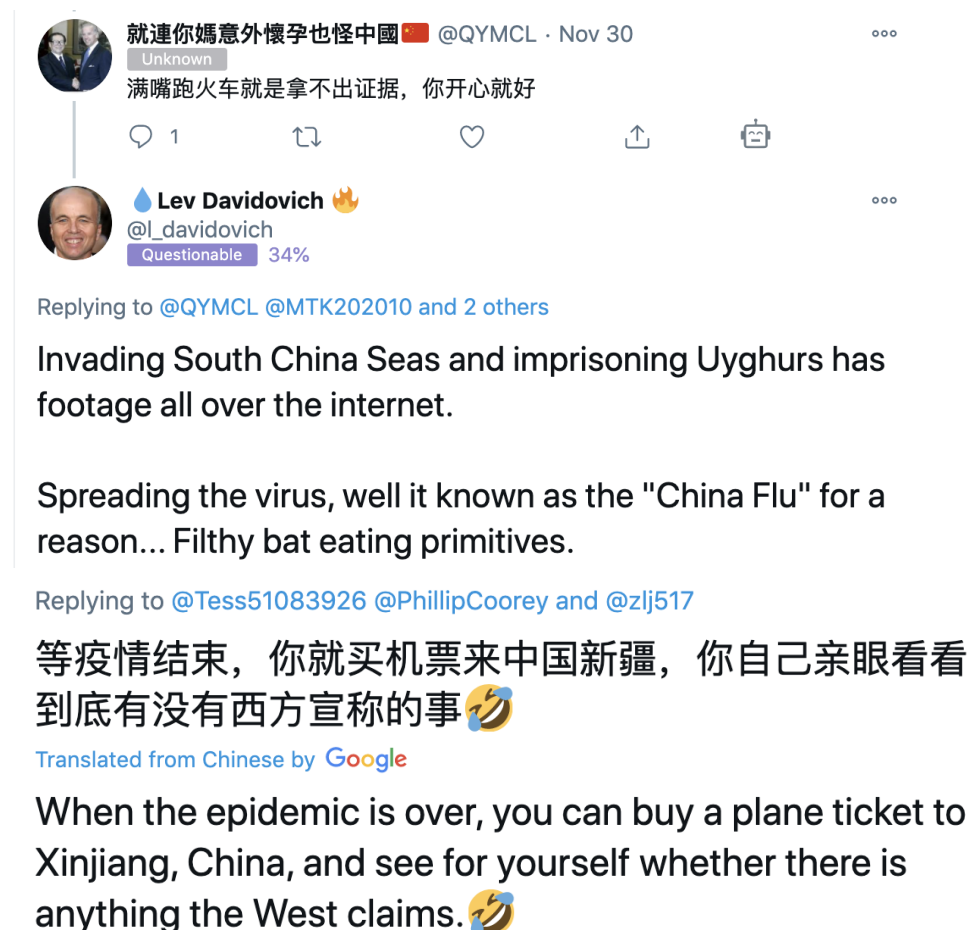 就連你媽意外懷孕也怪中國🇨🇳 @QYMCL · Nov 30
Unknown
满嘴跑火车就是拿不出证据，你开心就好
1
💧Lev Davidovich 🔥
@l_davidovich
Questionable 34%
Replying to @QYMCL @MTK202010 and 2 others
Invading South China Seas and imprisoning Uyghurs has
footage all over the internet.
Spreading the virus, well it known as the "China Flu" for a
reason... Filthy bat eating primitives.
Replying to @Tess51083926 @PhillipCoorey and @zlj517
等疫情结束，你就买机票来中国新疆，你自己亲眼看看
到底有没有西方宣称的事🤣
Translated from Chinese by Google
When the epidemic is over, you can buy a plane ticket to
Xinjiang, China, and see for yourself whether there is
anything the West claims.🤣